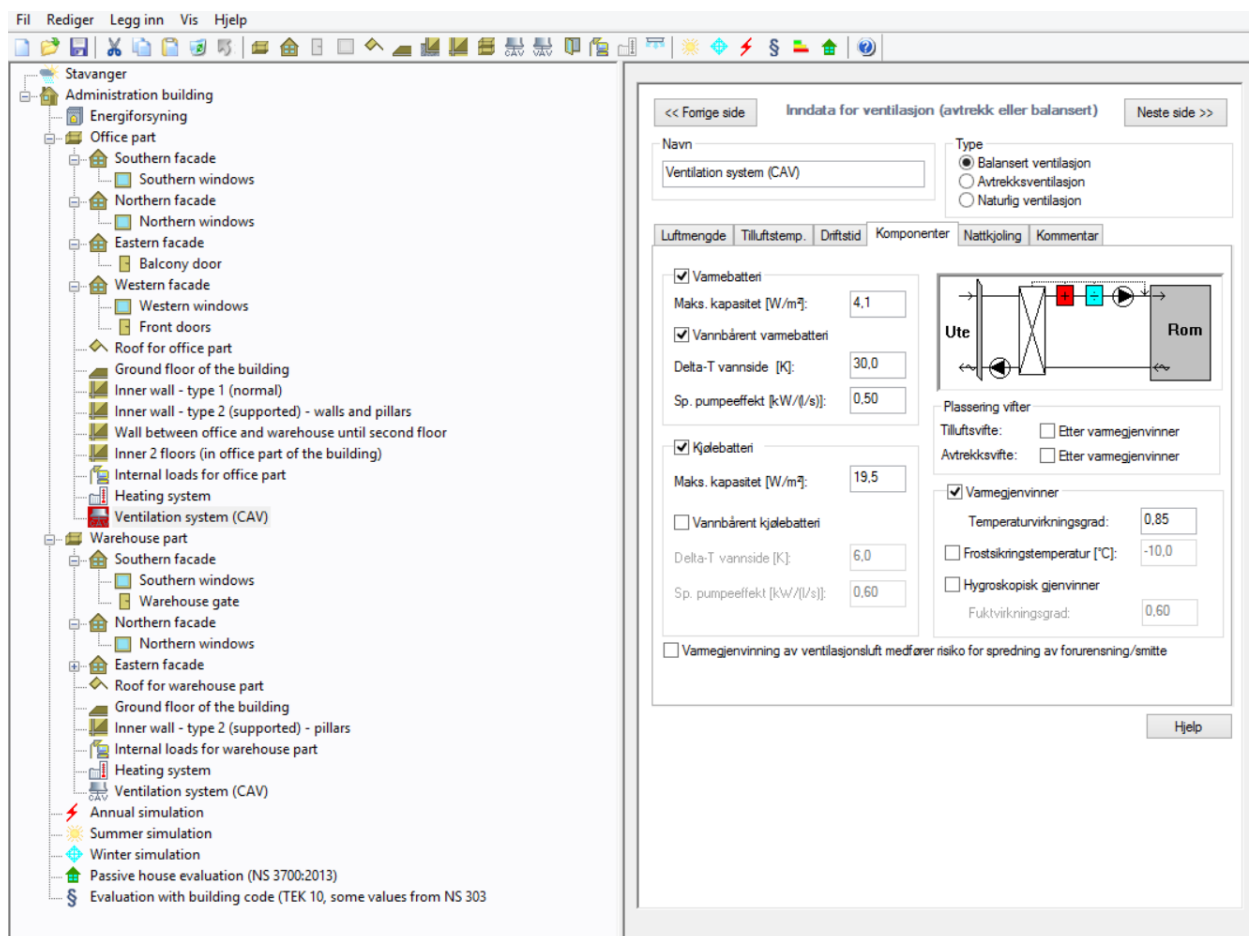 Fil Rediger Legg inn Vis Hjelp
CAV CAV
Stavanger
Administration building
Energiforsyning
Office part
Southern facade
Southern windows
Northern facade
Northern windows
Eastern facade
Balcony door
Western facade
Western windows
Front doors
Roof for office part
Ground floor of the building
Inner wall - type 1 (normal)
Inner wall - type 2 (supported) - walls and pillars
Wall between office and warehouse until second floor
Inner 2 floors (in office part of the building)
Internal loads for office part
Heating system
Ventilation system (CAV)
Warehouse part
Southern facade
Southern windows
Warehouse gate
Northern facade
Northern windows
Eastern facade
Roof for warehouse part
Ground floor of the building
Inner wall - type 2 (supported) - pillars
Internal loads for warehouse part
Heating system
CAV Ventilation system (CAV)
Annual simulation
Summer simulation
Winter simulation
Passive house evaluation (NS 3700:2013)
§ Evaluation with building code (TEK 10, some values from NS 303
<< Forrige side Inndata for ventilasjon (avtrekk eller balansert) Neste side >>
Navn
Ventilation system (CAV)
Type
Balansert ventilasjon
Avtrekksventilasjon
Naturlig ventilasjon
Luftmengde Tilluftstemp. Driftstid Komponenter Nattkjoling Kommentar
Varmebatteri
Maks. kapasitet [W/m²]: 4,1
Vannbårent varmebatteri
Delta-T vannside [K]: 30,0
Sp. pumpeeffekt [kW/(l/s)]: 0,50
Kjølebatteri
Maks. kapasitet [W/m²]: 19,5
Vannbårent kjølebatteri
Delta-T vannside [K]: 6,0
Sp. pumpeeffekt [kW/(l/s)]: 0,60
Ute Rom
Plassering vifter
Tilluftsvifte: Etter varmegjenvinner
Avtrekksvifte: Etter varmegjenvinner
Varmegjenvinner
Temperaturvirkningsgrad: 0,85
Frostsikringstemperatur [°C]: -10,0
Hygroskopisk gjenvinner
Fuktvirkningsgrad: 0,60
Varmegjenvinning av ventilasjonsluft medfører risiko for spredning av forurensning/smitte
Hjelp